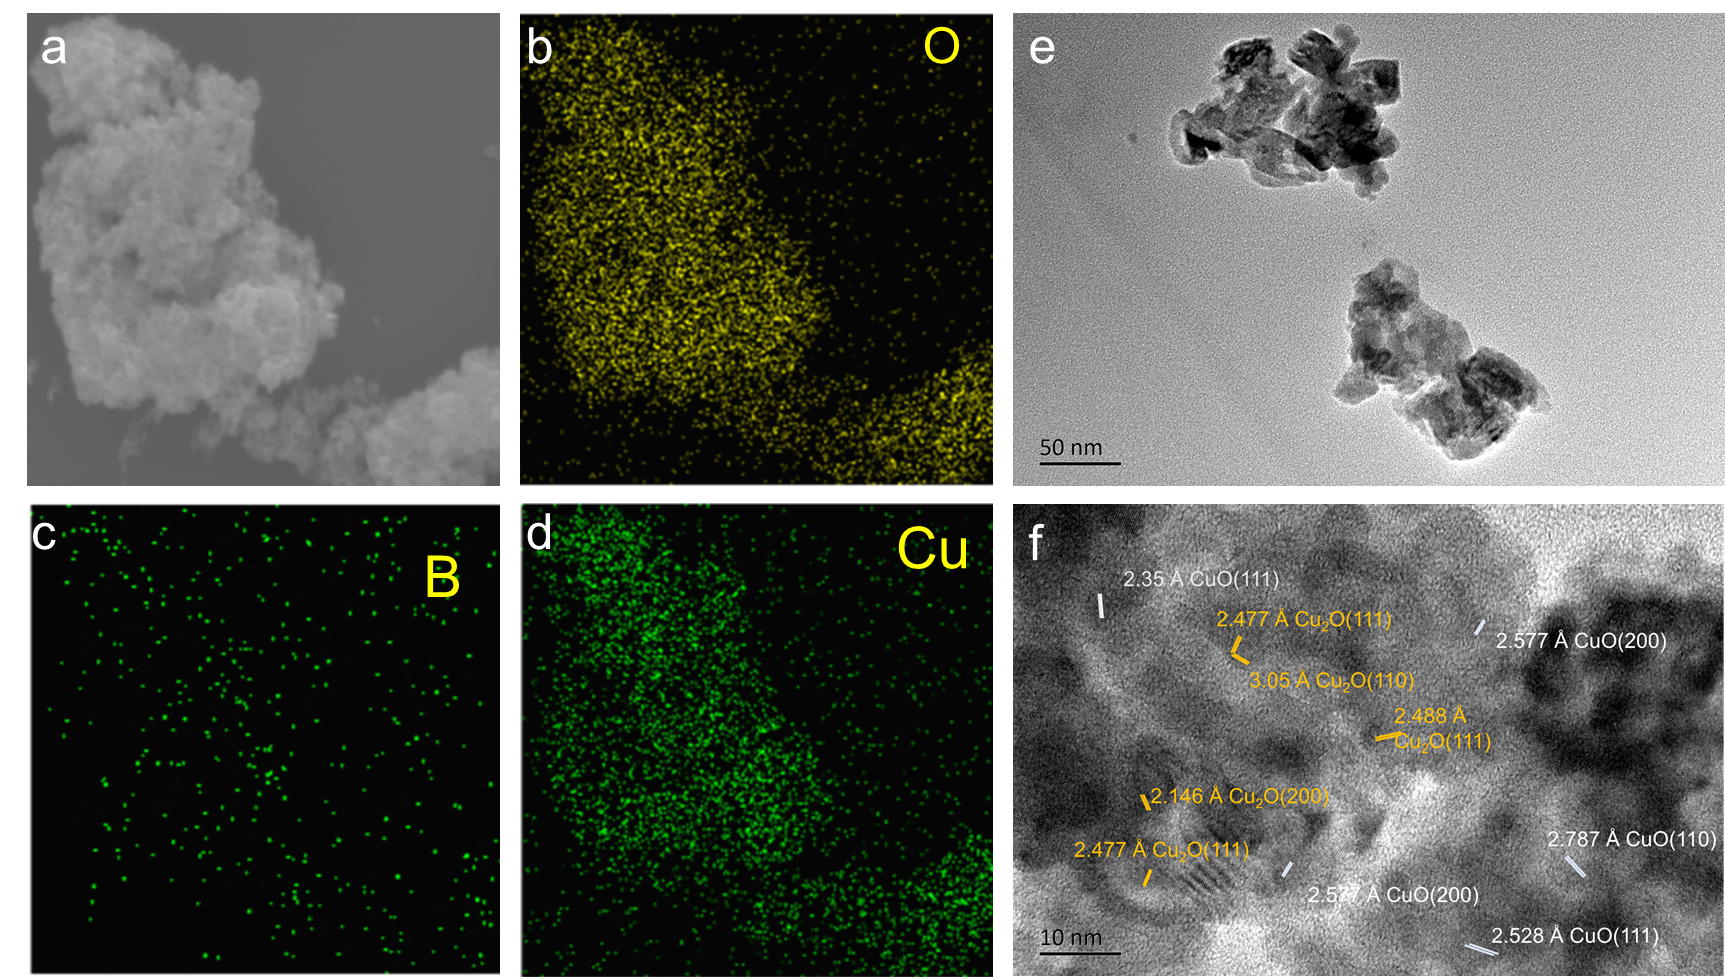 a
b
O
e
50 nm
c
B
d
Cu
f
2.35 Å CuO(111)
2.477 Å Cu₂O(111)
2.577 Å CuO(200)
3.05 Å Cu₂O(110)
2.488 Å
Cu₂O(111)
2.146 Å Cu₂O(200)
2.787 CuO(110)
2.477 Å Cu₂O(111)
2.577 Å CuO(200)
2.528 Å CuO(111)
10 nm